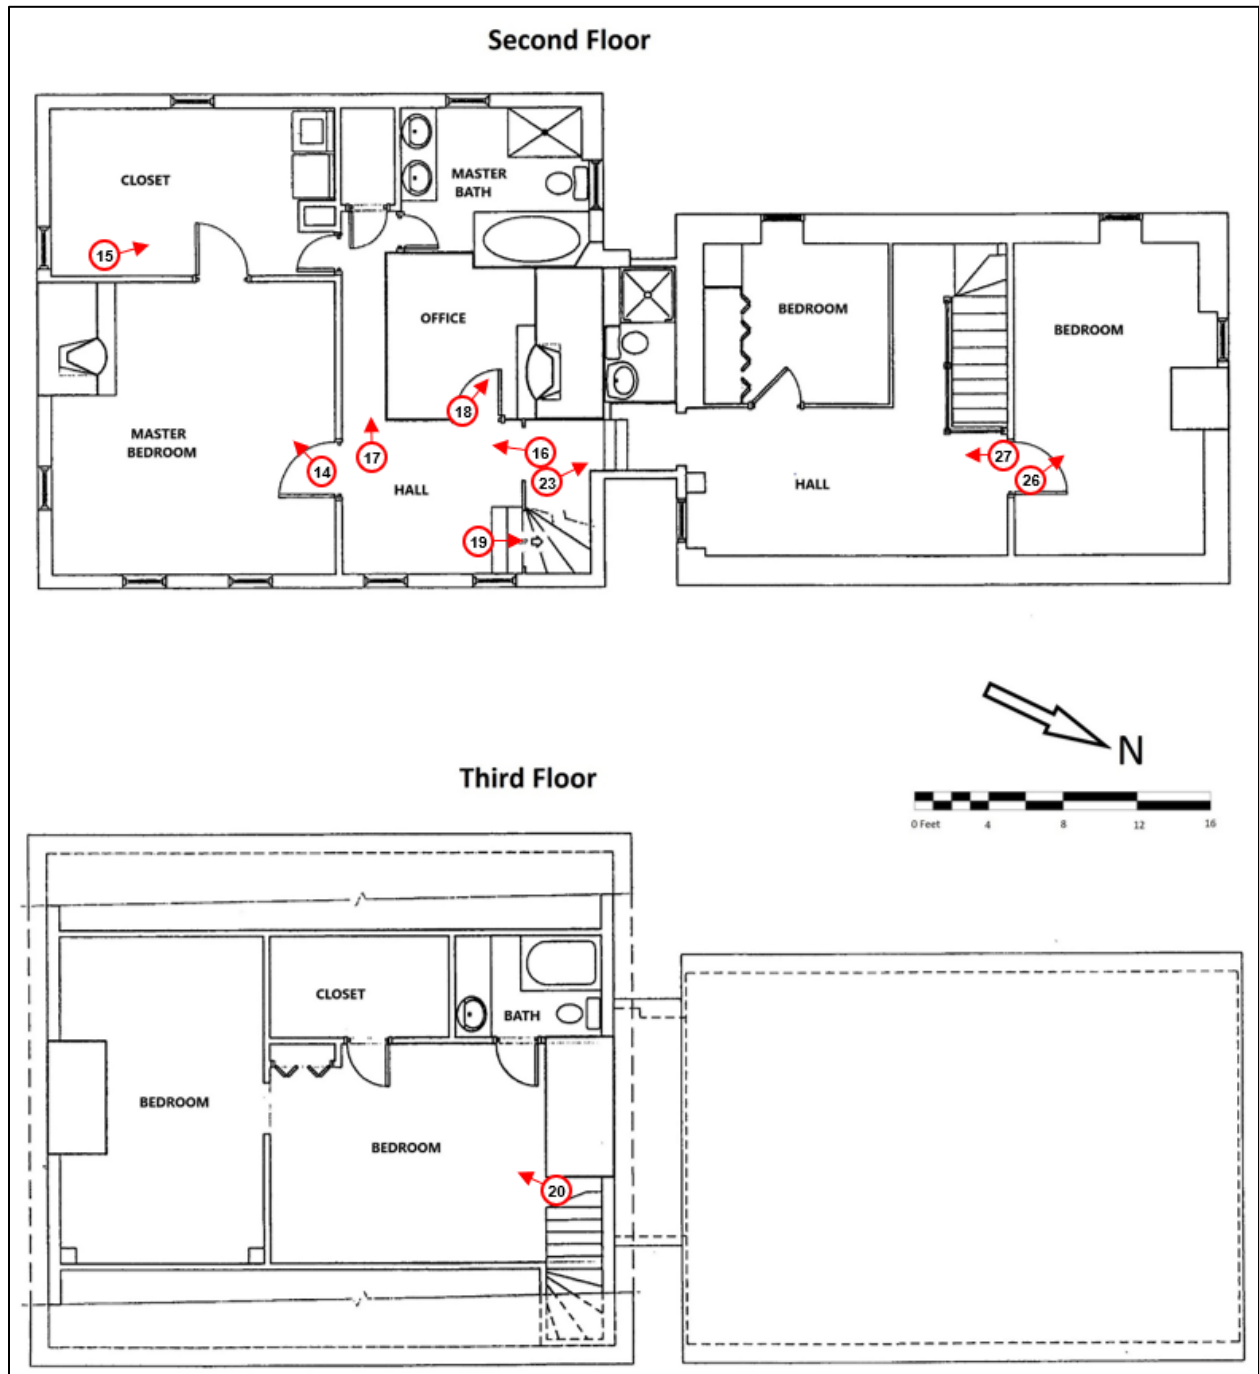 Second Floor
CLOSET
MASTER
BATH
15
OFFICE
BEDROOM
BEDROOM
18
MASTER
BEDROOM
14
17
16
23
HALL
27
26
HALL
19
N
Third Floor
0 Feet 4 8 12 16
CLOSET
BATH
BEDROOM
BEDROOM
20